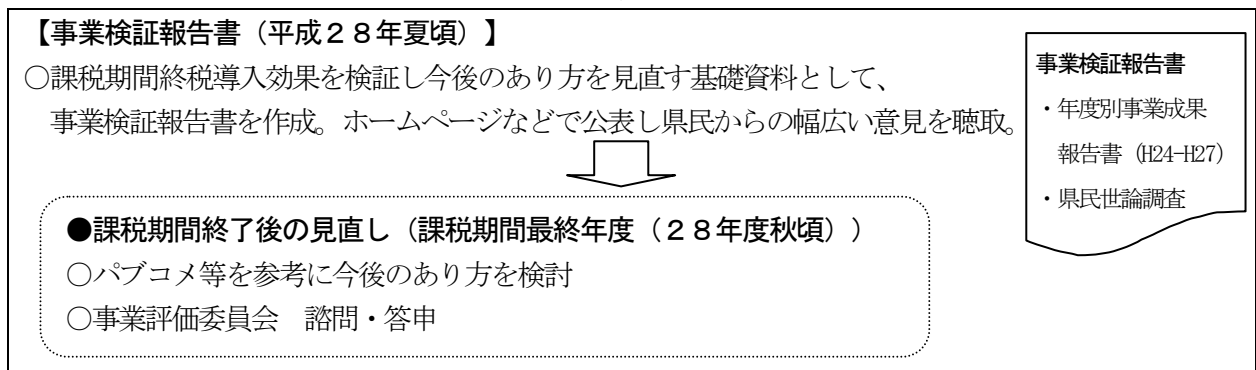 【事業検証報告書（平成２８年夏頃）】
○課税期間終税導入効果を検証し今後のあり方を見直す基礎資料として、
事業検証報告書を作成。ホームページなどで公表し県民からの幅広い意見を聴取。
事業検証報告書
・年度別事業成果
報告書（H24-H27）
・県民世論調査
●課税期間終了後の見直し（課税期間最終年度（２８年度秋頃））
○パブコメ等を参考に今後のあり方を検討
○事業評価委員会　諮問・答申